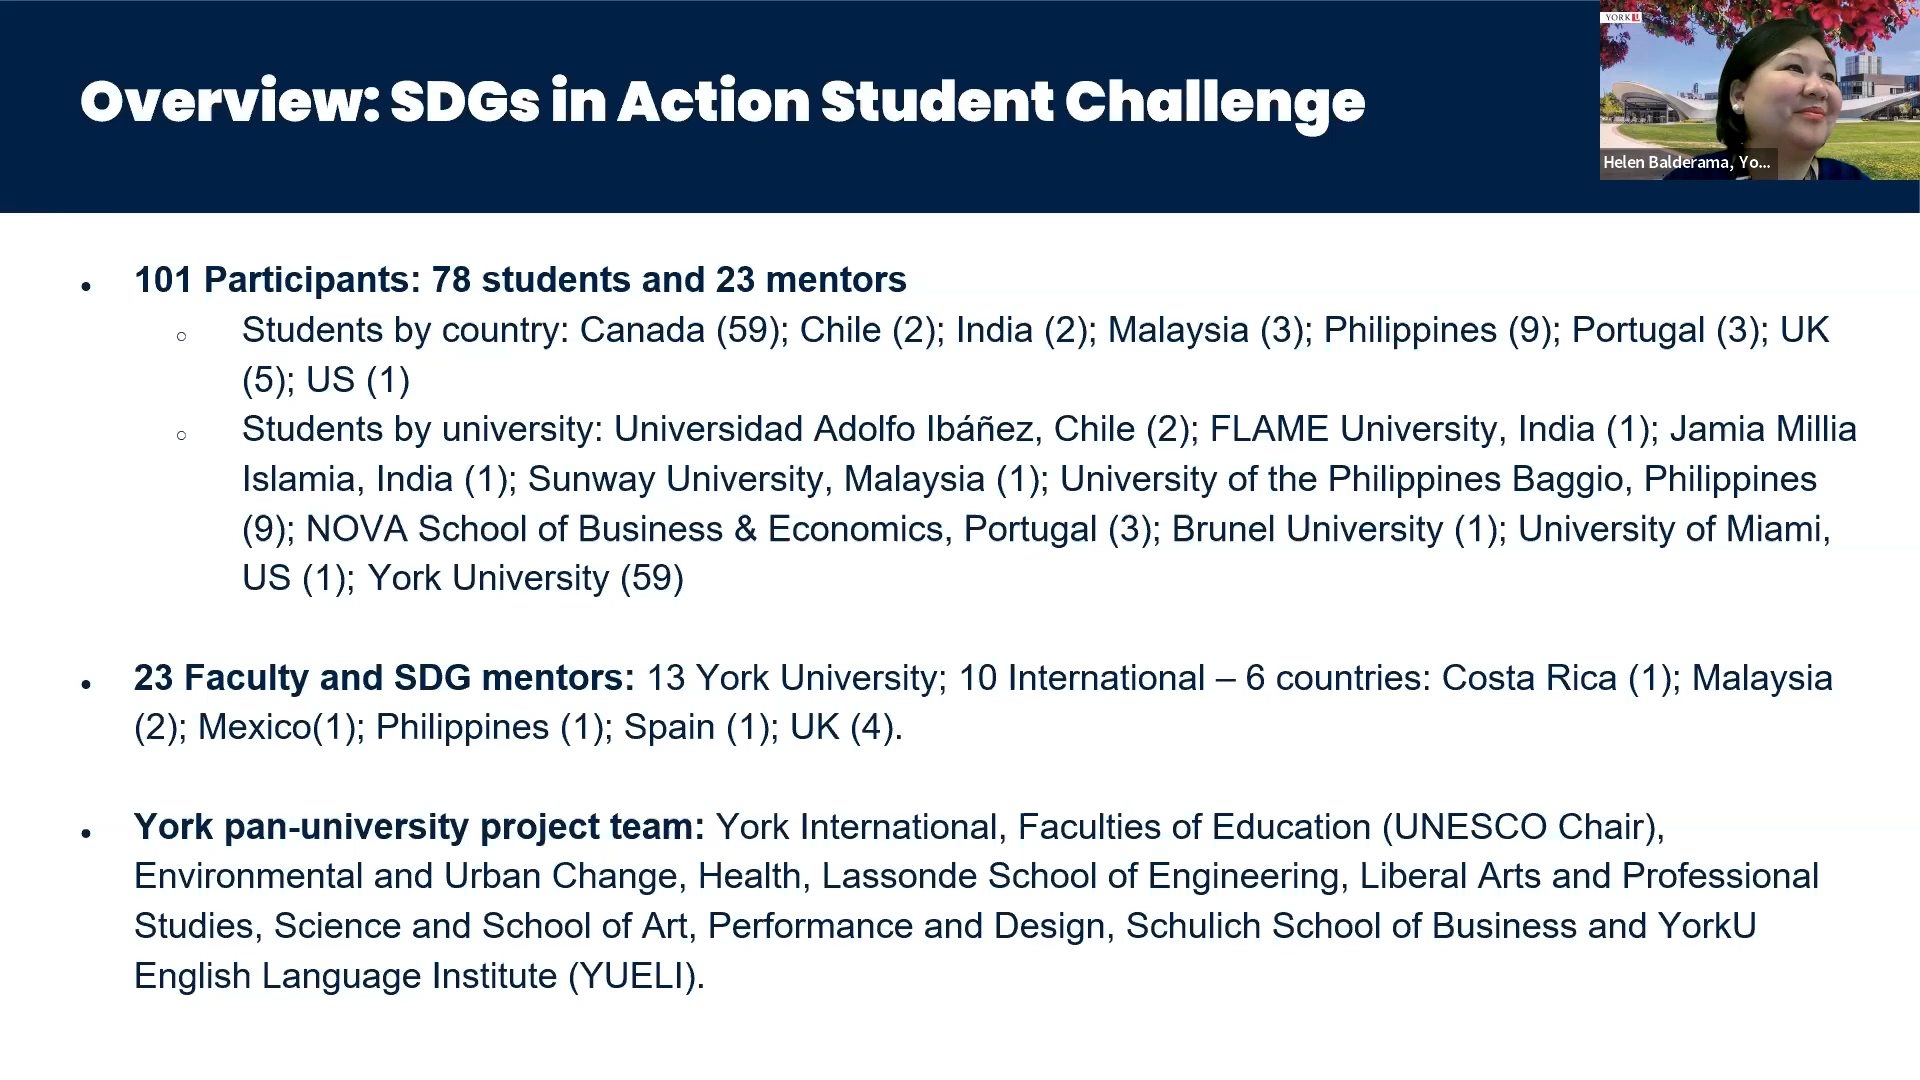 Overview: SDGs in Action Student Challenge
YORK U
Helen Balderama, Yo...
• 101 Participants: 78 students and 23 mentors
○ Students by country: Canada (59); Chile (2); India (2); Malaysia (3); Philippines (9); Portugal (3); UK
(5); US (1)
○ Students by university: Universidad Adolfo Ibáñez, Chile (2); FLAME University, India (1); Jamia Millia
Islamia, India (1); Sunway University, Malaysia (1); University of the Philippines Baggio, Philippines
(9); NOVA School of Business & Economics, Portugal (3); Brunel University (1); University of Miami,
US (1); York University (59)
• 23 Faculty and SDG mentors: 13 York University; 10 International – 6 countries: Costa Rica (1); Malaysia
(2); Mexico(1); Philippines (1); Spain (1); UK (4).
• York pan-university project team: York International, Faculties of Education (UNESCO Chair),
Environmental and Urban Change, Health, Lassonde School of Engineering, Liberal Arts and Professional
Studies, Science and School of Art, Performance and Design, Schulich School of Business and YorkU
English Language Institute (YUELI).